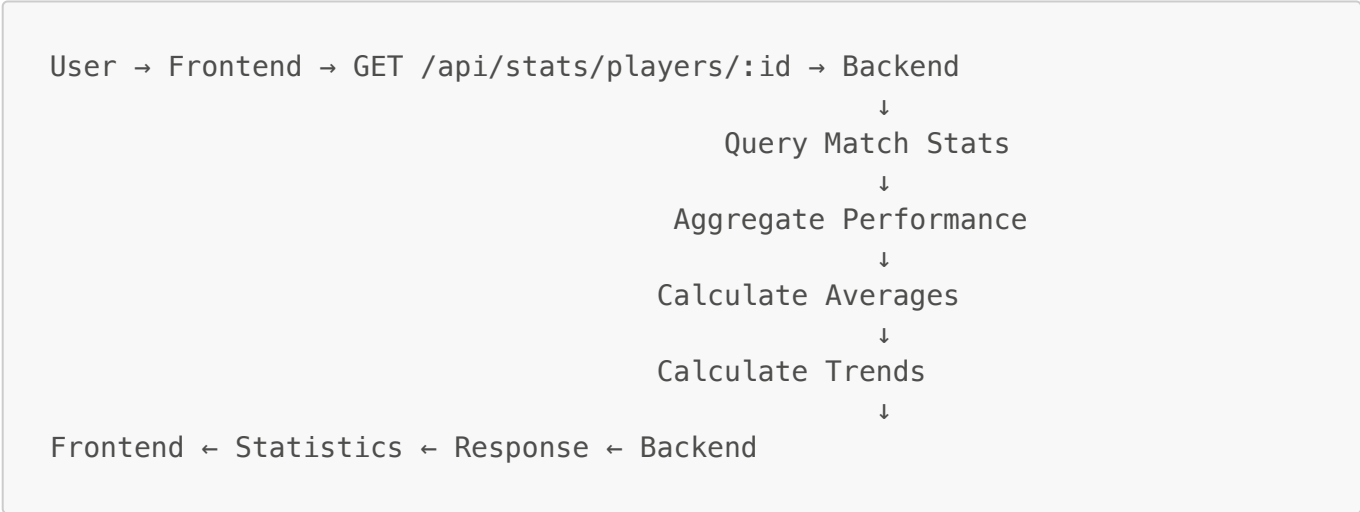 User → Frontend → GET /api/stats/players/:id → Backend
↓
Query Match Stats
↓
Aggregate Performance
↓
Calculate Averages
↓
Calculate Trends
↓
Frontend ← Statistics ← Response ← Backend